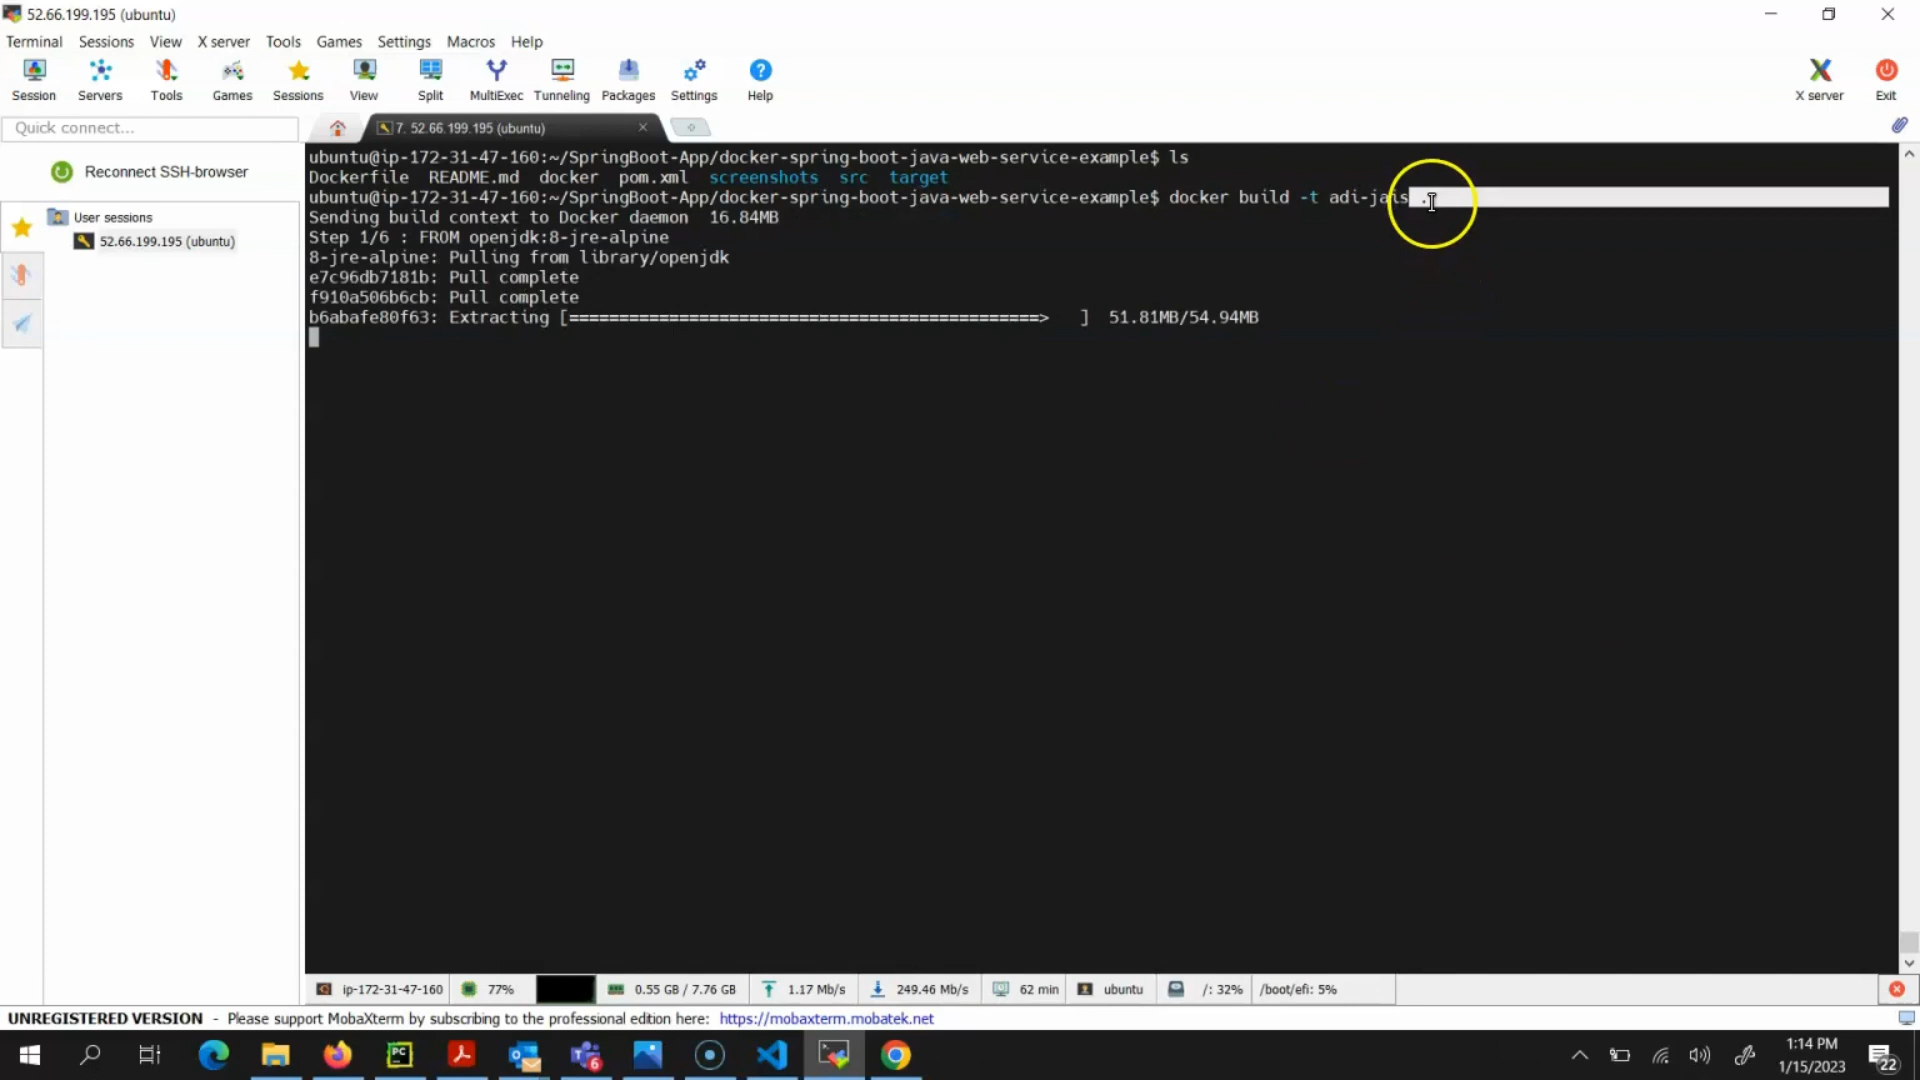 52.66.199.195 (ubuntu)
Terminal Sessions View X server Tools Games Settings Macros Help
Session Servers Tools Games Sessions View Split MultiExec Tunneling Packages Settings Help X server Exit
Quick connect...
7. 52.66.199.195 (ubuntu)
Reconnect SSH-browser
User sessions
52.66.199.195 (ubuntu)
ubuntu@ip-172-31-47-160:~/SpringBoot-App/docker-spring-boot-java-web-service-example$ ls
Dockerfile README.md docker pom.xml screenshots src target
ubuntu@ip-172-31-47-160:~/SpringBoot-App/docker-spring-boot-java-web-service-example$ docker build -t adi-jais .
Sending build context to Docker daemon 16.84MB
Step 1/6 : FROM openjdk:8-jre-alpine
8-jre-alpine: Pulling from library/openjdk
e7c96db7181b: Pull complete
f910a506b6cb: Pull complete
b6abafe80f63: Extracting [===============================================> ] 51.81MB/54.94MB
ip-172-31-47-160 77% 0.55 GB / 7.76 GB 1.17 Mb/s 249.46 Mb/s 62 min ubuntu /: 32% /boot/efi: 5%
UNREGISTERED VERSION - Please support MobaXterm by subscribing to the professional edition here: https://mobaxterm.mobatek.net
PC
6
1:14 PM
1/15/2023
22